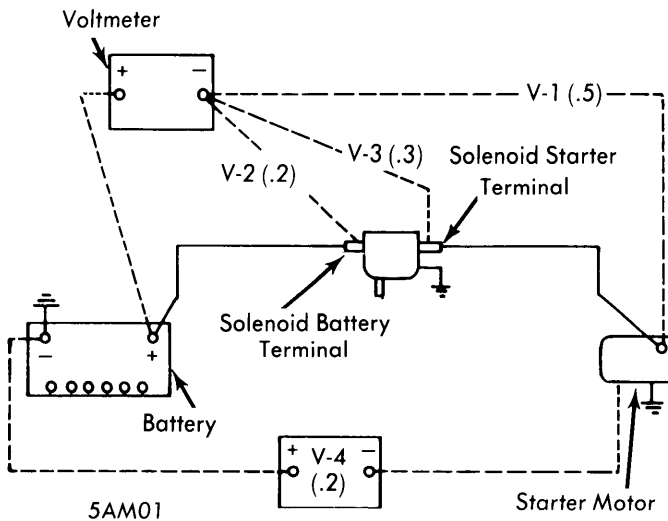 Voltmeter
+ −
V-1 (.5)
V-3 (.3)
V-2 (.2)
Solenoid Starter
Terminal
Solenoid Battery
Terminal
− +
Battery
+ V-4 −
(.2)
5AM01
Starter Motor